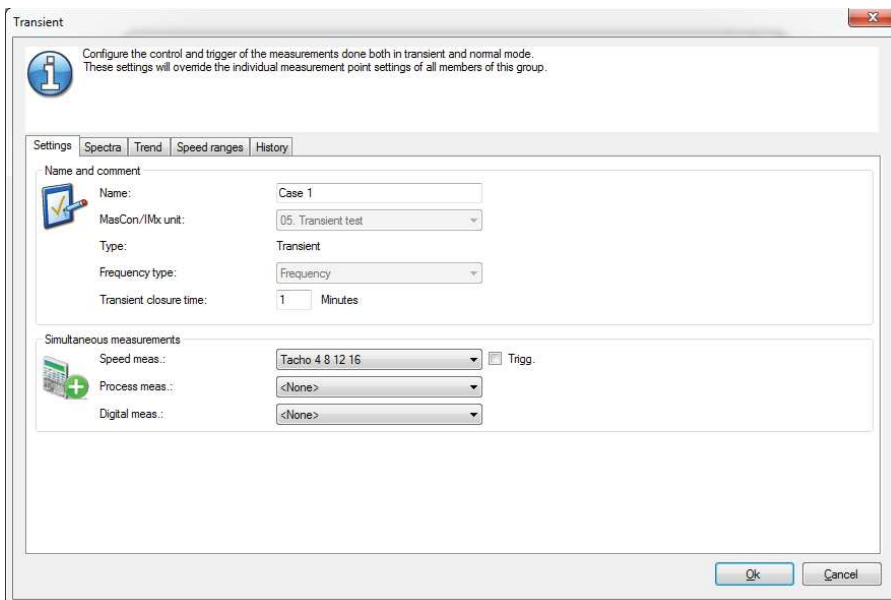 Transient
Configure the control and trigger of the measurements done both in transient and normal mode.
These settings will override the individual measurement point settings of all members of this group.
Settings Spectra Trend Speed ranges History
Name and comment
Name: Case 1
MasCon/IMx unit: 05. Transient test
Type: Transient
Frequency type: Frequency
Transient closure time: 1 Minutes
Simultaneous measurements
Speed meas.: Tacho 4 8 12 16 Trigg.
Process meas.: <None>
Digital meas.: <None>
Ok Cancel